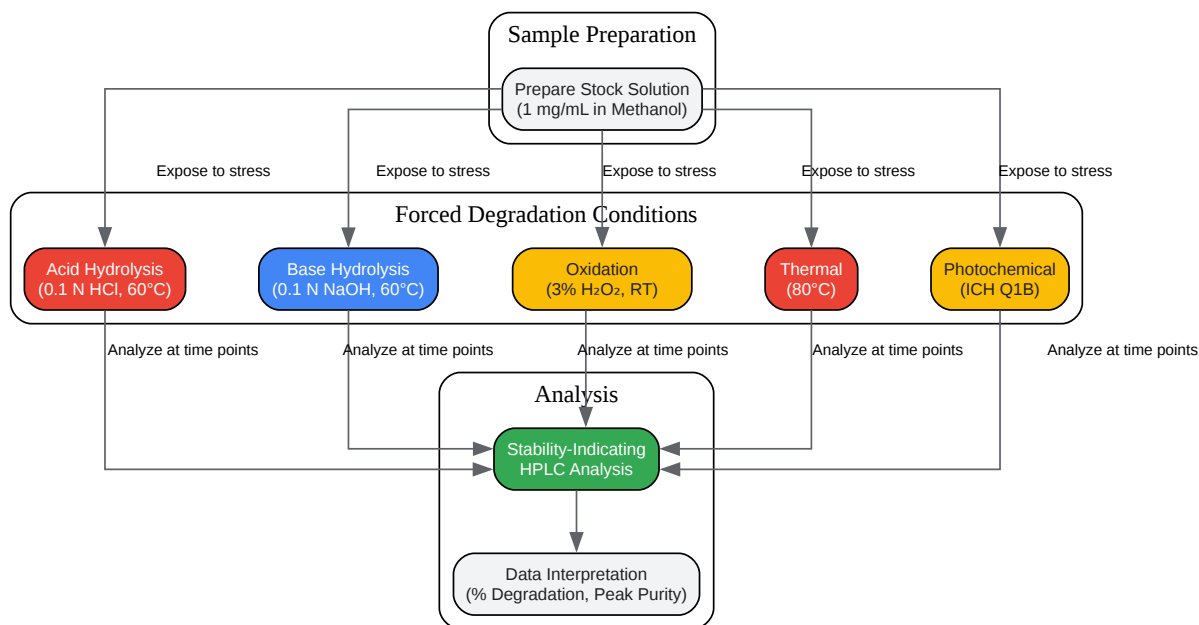 Sample Preparation
Prepare Stock Solution
(1 mg/mL in Methanol)
Expose to stress
Expose to stress
Expose to stress
Expose to stress
Expose to stress
Forced Degradation Conditions
Acid Hydrolysis
(0.1 N HCl, 60°C)
Base Hydrolysis
(0.1 N NaOH, 60°C)
Oxidation
(3% H₂O₂, RT)
Thermal
(80°C)
Photochemical
(ICH Q1B)
Analyze at time points
Analyze at time points
Analyze at time points
Analyze at time points
Analyze at time points
Analysis
Stability-Indicating
HPLC Analysis
Data Interpretation
(% Degradation, Peak Purity)